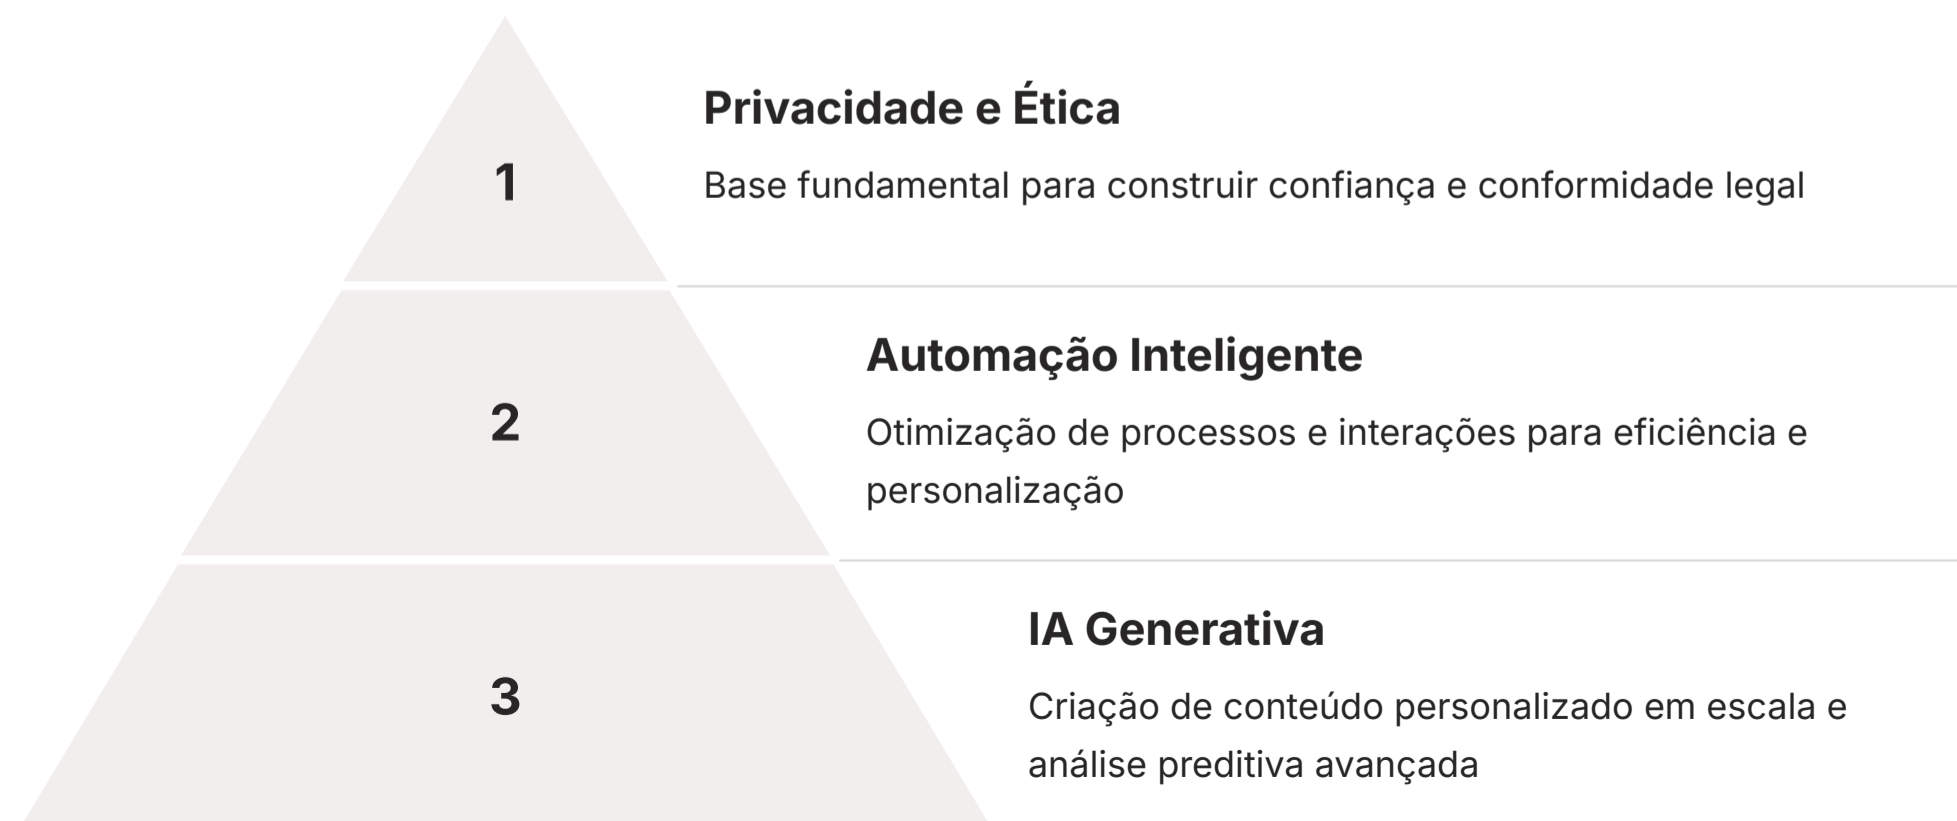 1
Privacidade e Ética
Base fundamental para construir confiança e conformidade legal
2
Automação Inteligente
Otimização de processos e interações para eficiência e
personalização
3
IA Generativa
Criação de conteúdo personalizado em escala e
análise preditiva avançada